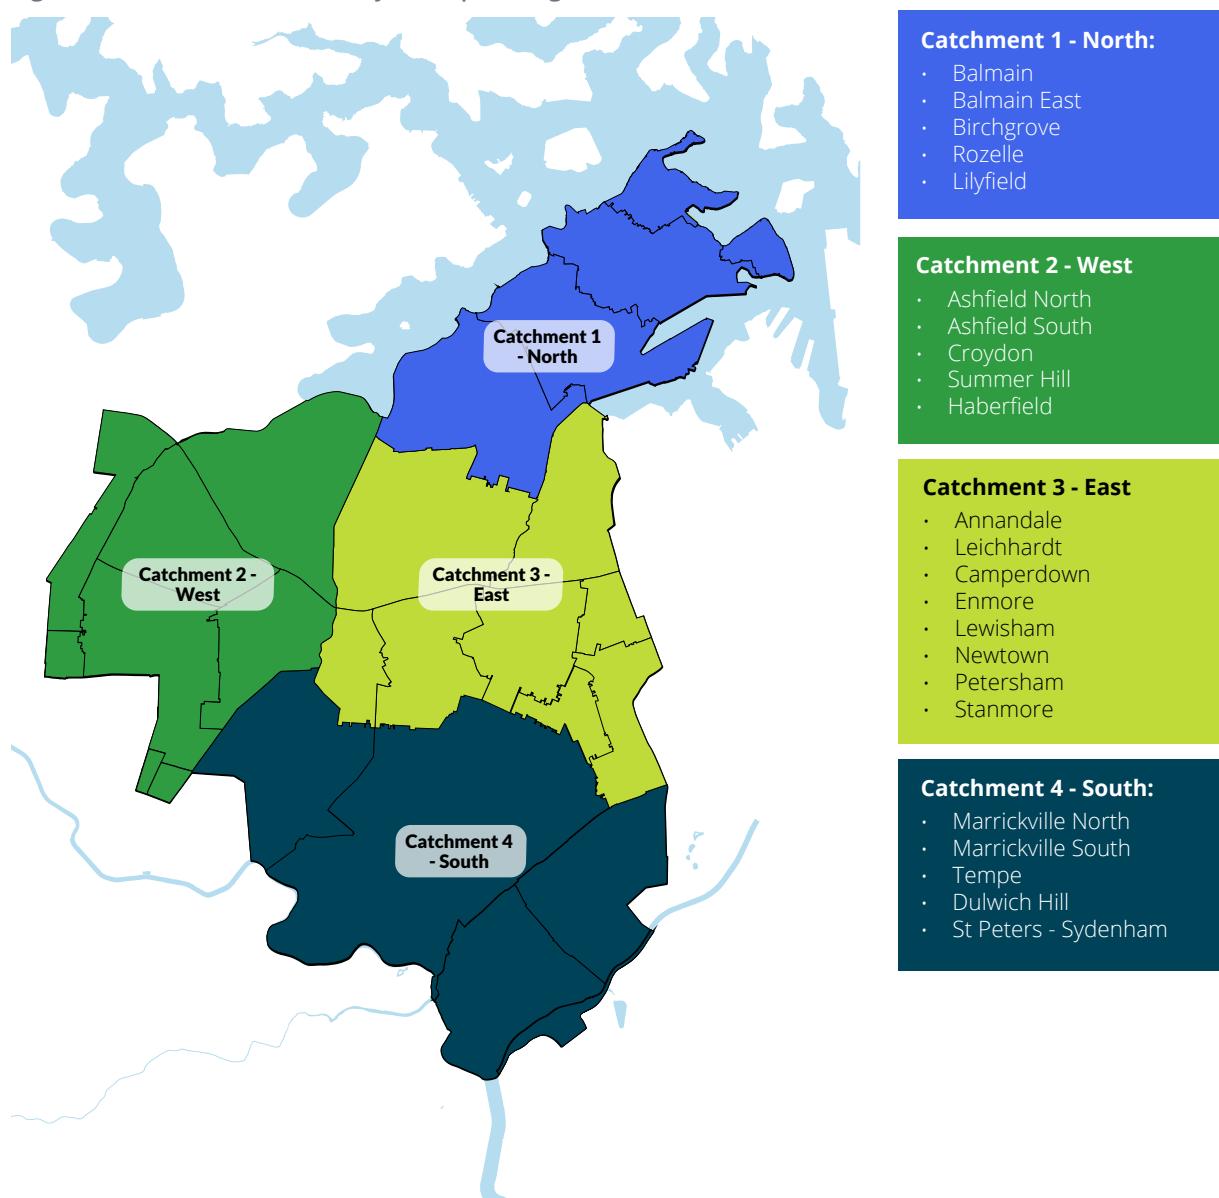 Catchment 1
- North
Catchment 2 -
West
Catchment 3 -
East
Catchment 4
- South
Catchment 1 - North:
· Balmain
· Balmain East
· Birchgrove
· Rozelle
· Lilyfield
Catchment 2 - West
· Ashfield North
· Ashfield South
· Croydon
· Summer Hill
· Haberfield
Catchment 3 - East
· Annandale
· Leichhardt
· Camperdown
· Enmore
· Lewisham
· Newtown
· Petersham
· Stanmore
Catchment 4 - South:
· Marrickville North
· Marrickville South
· Tempe
· Dulwich Hill
· St Peters - Sydenham